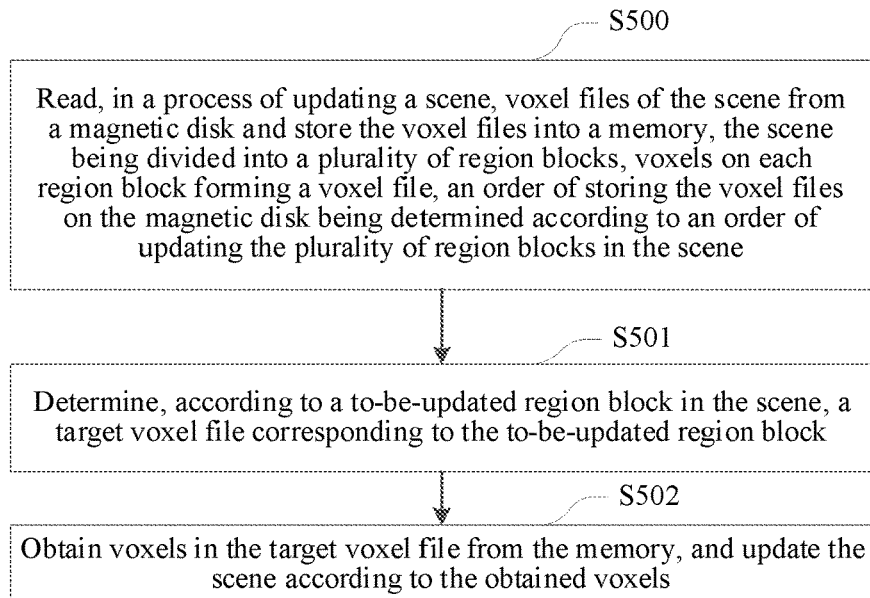 S500
Read, in a process of updating a scene, voxel files of the scene from
a magnetic disk and store the voxel files into a memory, the scene
being divided into a plurality of region blocks, voxels on each
region block forming a voxel file, an order of storing the voxel files
on the magnetic disk being determined according to an order of
updating the plurality of region blocks in the scene
S501
Determine, according to a to-be-updated region block in the scene, a
target voxel file corresponding to the to-be-updated region block
S502
Obtain voxels in the target voxel file from the memory, and update the
scene according to the obtained voxels